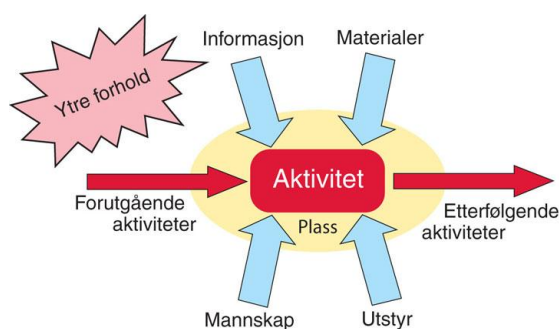 Informasjon
Materialer
Ytre forhold
Aktivitet
Forutgående
aktiviteter
Plass
Etterfølgende
aktiviteter
Mannskap
Utstyr